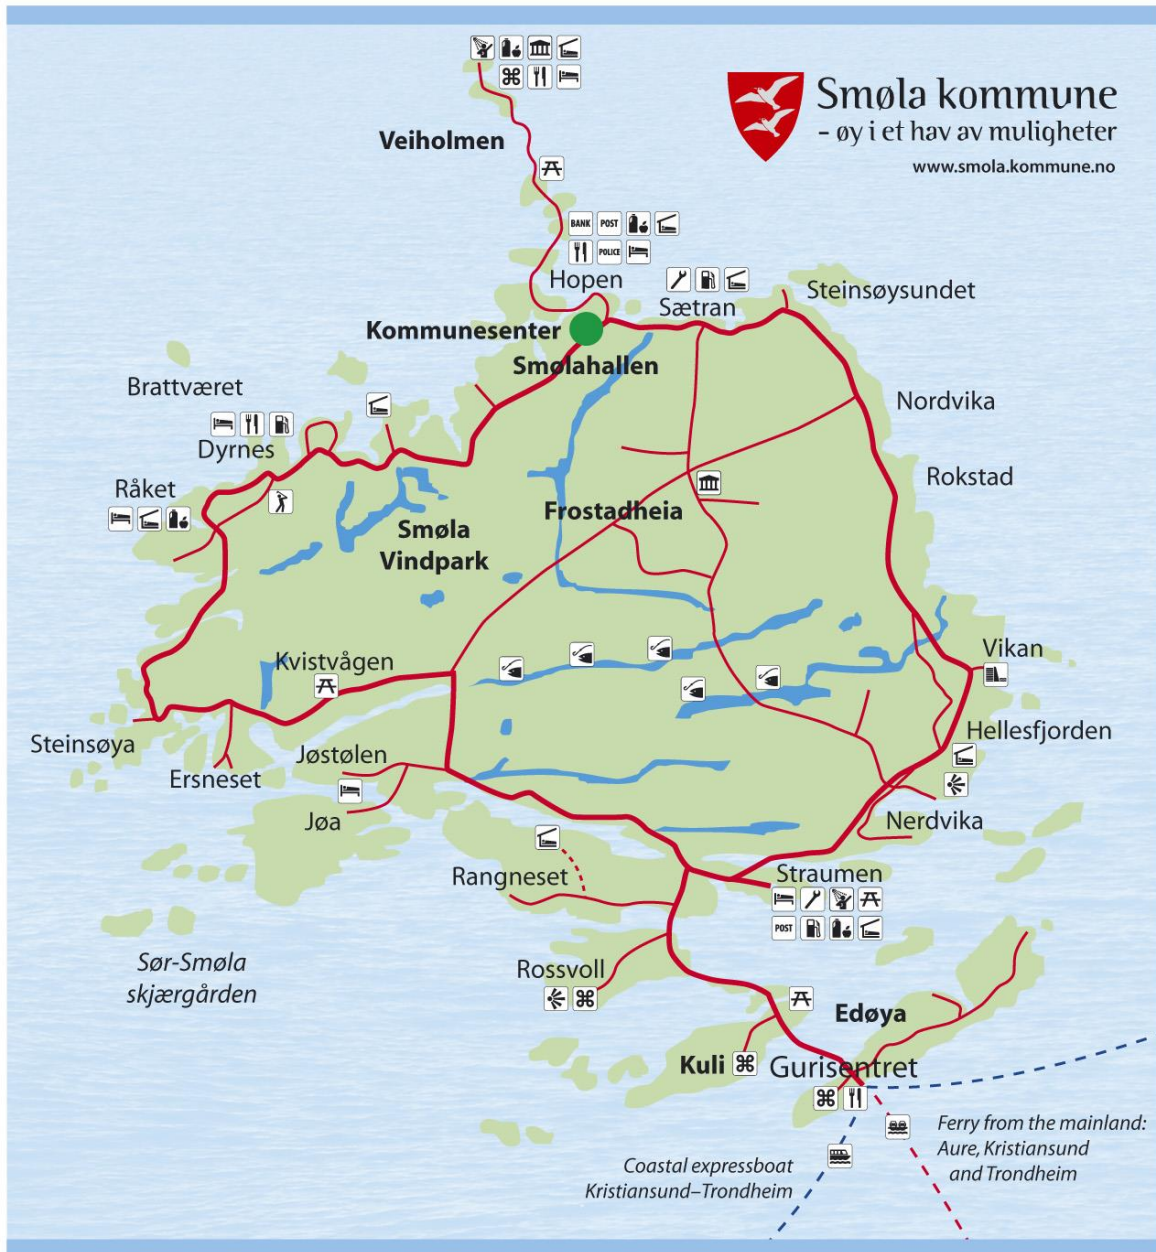 Smøla kommune
- øy i et hav av muligheter
www.smola.kommune.no
Veiholmen
BANK
POST
POLICE
Hopen
Sætran
Steinsøysundet
Kommunesenter
Smølahallen
Brattværet
Nordvika
Dyrnes
Rokstad
Råket
Frostadheia
Smøla
Vindpark
Kvistvågen
Vikan
Steinsøya
Hellesfjorden
Jøstølen
Ersneset
Jøa
Nerdvika
Rangneset
Straumen
POST
Sør-Smøla
skjærgården
Rossvoll
Edøya
Kuli
Gurisentret
Ferry from the mainland:
Aure, Kristiansund
and Trondheim
Coastal expressboat
Kristiansund–Trondheim